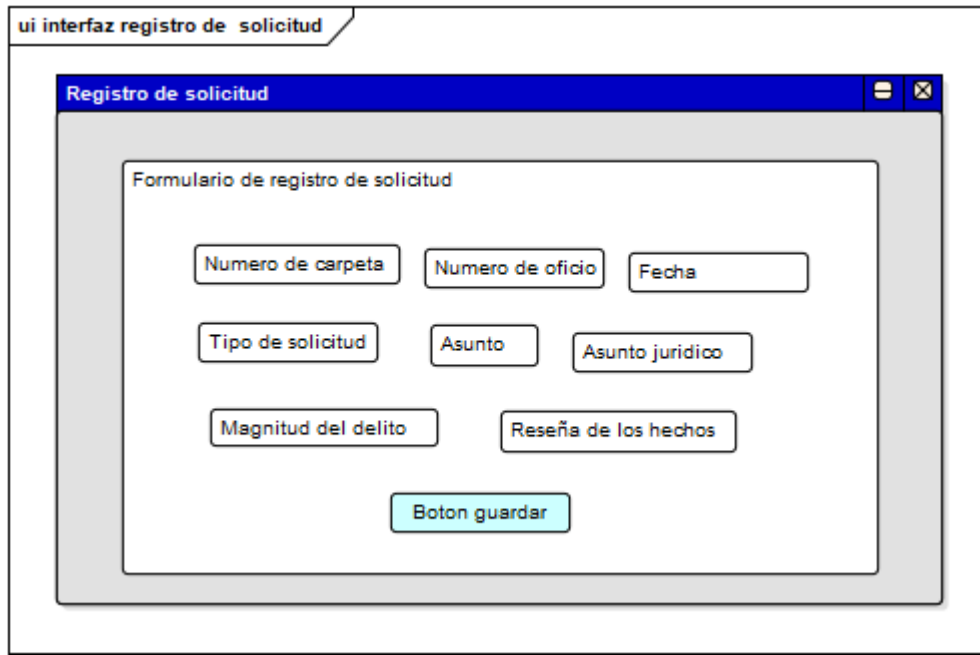 ui interfaz registro de solicitud
Registro de solicitud
Formulario de registro de solicitud
Numero de carpeta
Numero de oficio
Fecha
Tipo de solicitud
Asunto
Asunto juridico
Magnitud del delito
Reseña de los hechos
Boton guardar